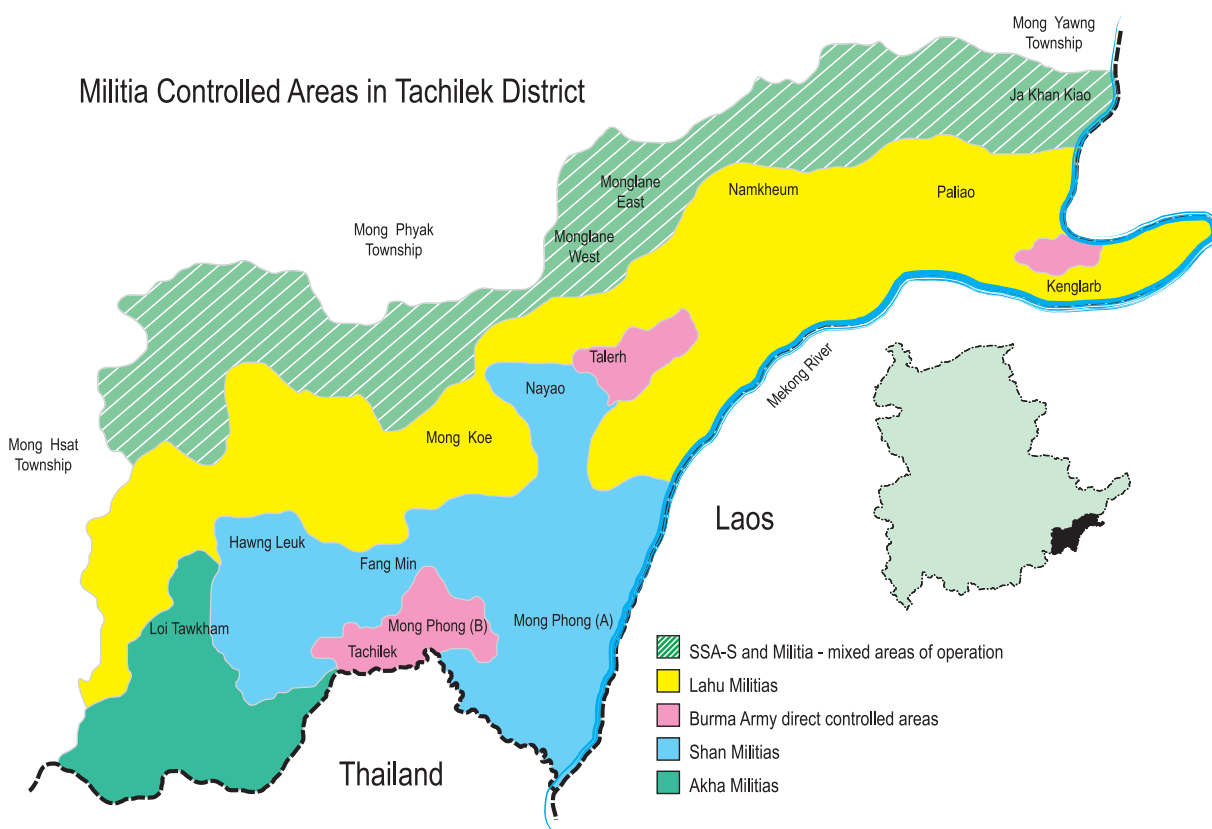 Mong Yawng
Township
Militia Controlled Areas in Tachilek District
Ja Khan Kiao
Monglane
East
Namkheum
Paliao
Mong Phyak
Township
Monglane
West
Kenglarb
Talerh
Nayao
Mekong River
Mong Koe
Mong Hsat
Township
Laos
Hawng Leuk
Fang Min
Loi Tawkham
Mong Phong (B)
Mong Phong (A)
Tachilek
SSA-S and Militia - mixed areas of operation
Lahu Militias
Burma Army direct controlled areas
Shan Militias
Akha Militias
Thailand